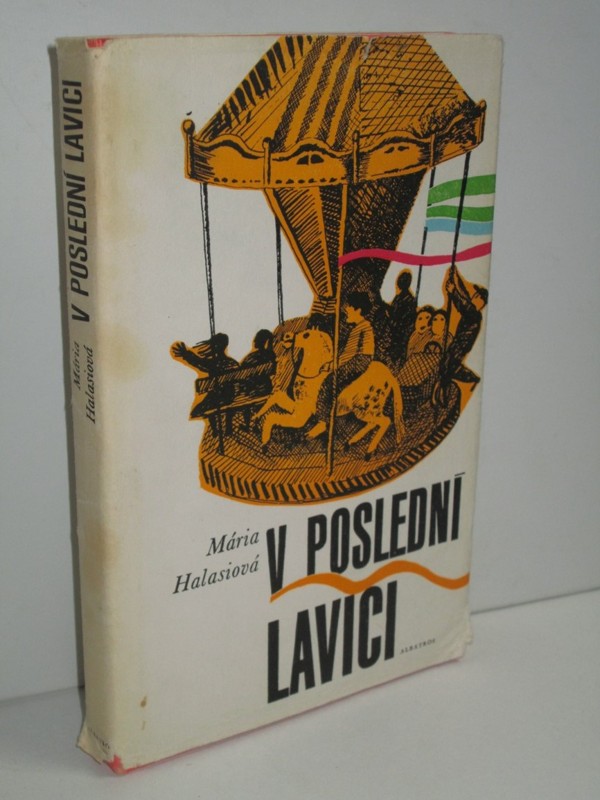 V POSLEDNÍ LAVICI
Mária
Halasiová
Mária
Halasiová
V POSLEDNÍ
LAVICI
ALBATROS